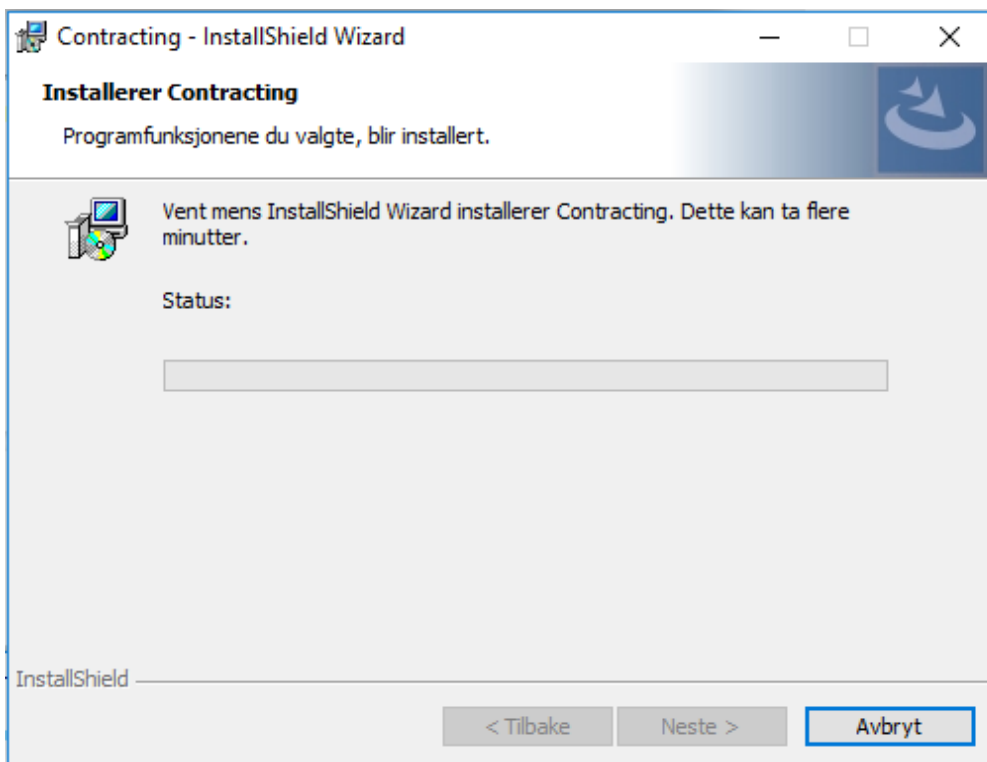 Contracting - InstallShield Wizard
Installerer Contracting
Programfunksjonene du valgte, blir installert.
Vent mens InstallShield Wizard installerer Contracting. Dette kan ta flere
minutter.
Status:
InstallShield
< Tilbake
Neste >
Avbryt